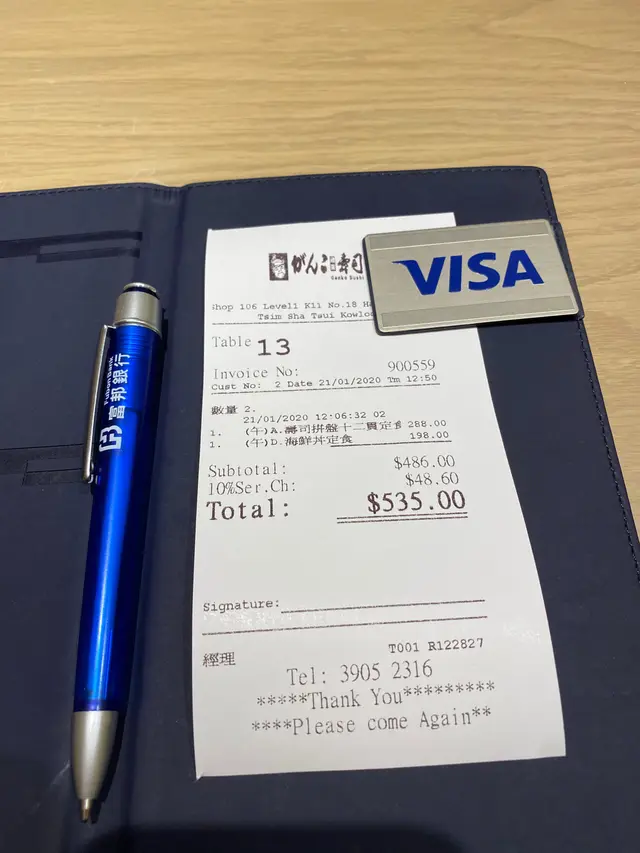 Fubon Bank
富邦銀行
VISA
がんこ寿司
Ganko Sushi
Shop 106 Level1 K11 No.18
Tsim Sha Tsui
Table 13
Invoice No: 900559
Cust No: 2 Date 21/01/2020 Tm 12:50
數量 2.
21/01/2020 12:06:32 02
1. (午)A.壽司拼盤十二貫定食 288.00
1. (午)D.海鮮丼定食 198.00
Subtotal: $486.00
10%Ser.Ch: $48.60
Total: $535.00
Signature:
T001 R122827
經理
Tel: 3905 2316
*****Thank You*********
****Please come Again**